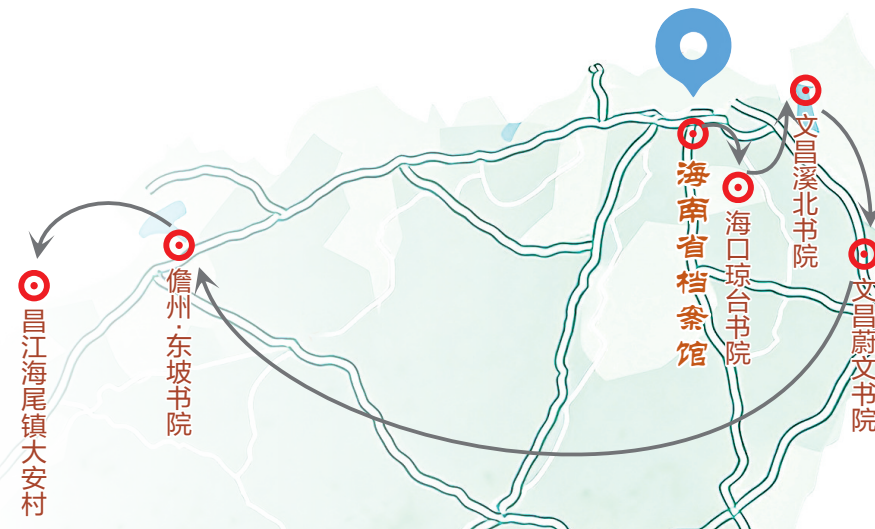 海南省档案馆
海口琼台书院
文昌溪北书院
文昌蔚文书院
儋州·东坡书院
昌江海尾镇大安村